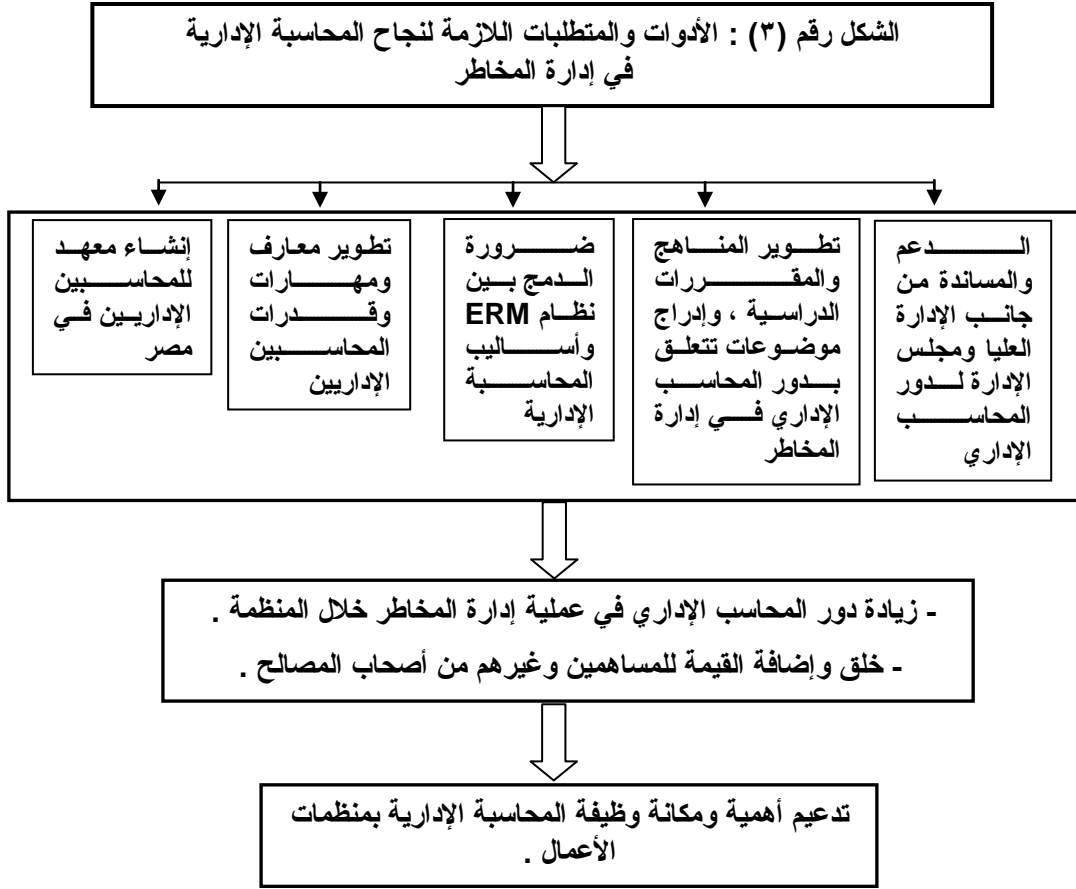 الشكل رقم (٣) : الأدوات والمتطلبات اللازمة لنجاح المحاسبة الإدارية
في إدارة المخاطر
الدعم
والمساندة من
جانب الإدارة
العليا ومجلس
الإدارة لدور
المحاسب
الإداري
تطوير المناهج
والمقررات
الدراسية ، وإدراج
موضوعات تتعلق
بدور المحاسب
الإداري في إدارة
المخاطر
ضرورة
الدمج بين
نظام ERM
وأساليب
المحاسبة
الإدارية
تطوير معارف
ومهارات
وقدرات
المحاسبين
الإداريين
إنشاء معهد
للمحاسبين
الإداريين في
مصر
- زيادة دور المحاسب الإداري في عملية إدارة المخاطر خلال المنظمة .
- خلق وإضافة القيمة للمساهمين وغيرهم من أصحاب المصالح .
تدعيم أهمية ومكانة وظيفة المحاسبة الإدارية بمنظمات
الأعمال .